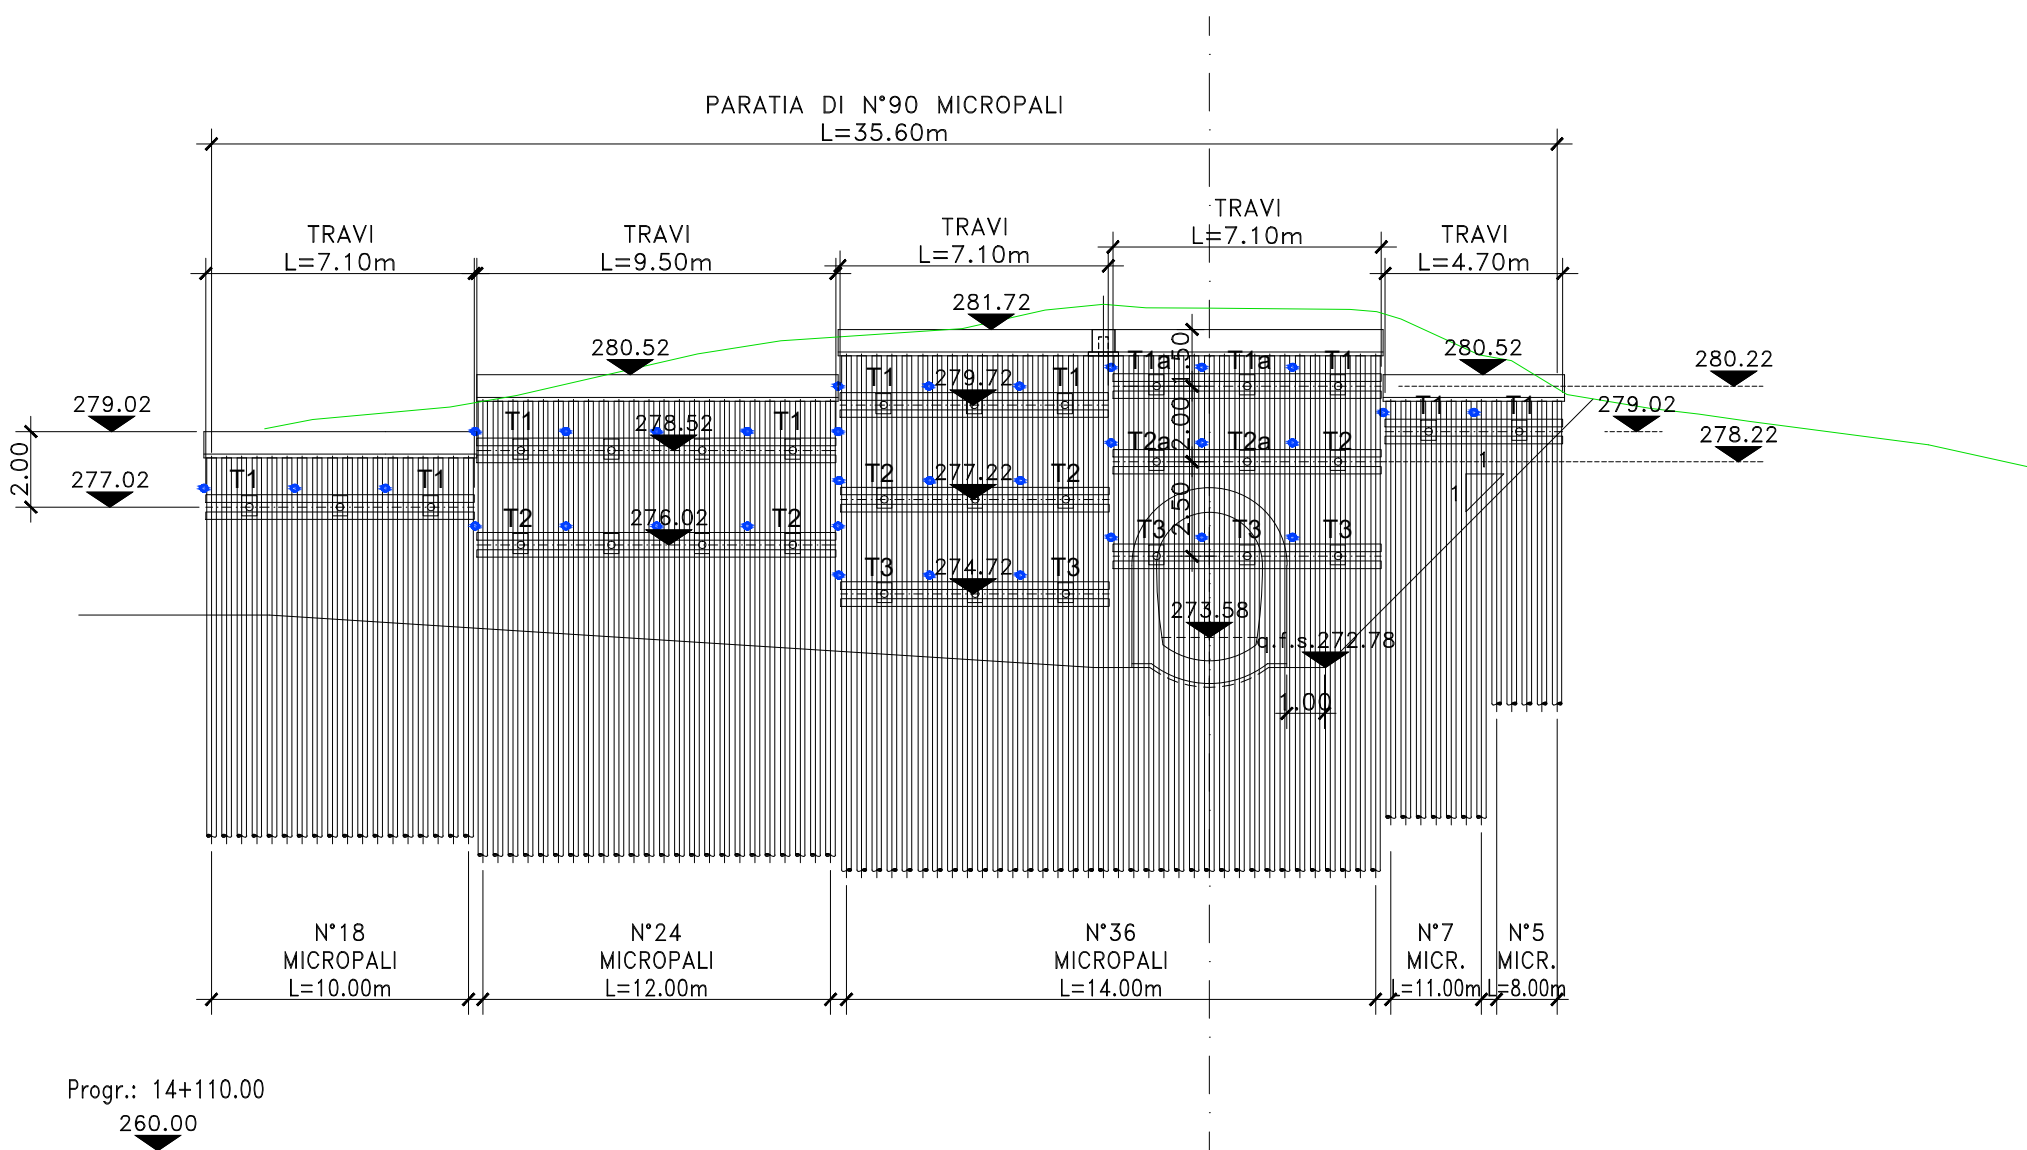 PARATIA DI N°90 MICROPALI
L=35.60m
TRAVI
L=7.10m
TRAVI
L=9.50m
TRAVI
L=7.10m
TRAVI
L=7.10m
TRAVI
L=4.70m
281.72
280.52
280.52
280.22
279.02
279.02
278.22
2.00
277.02
1.50
2.00
2.50
T1a
T1a
T1
T1
279.72
T1
T1
T1
T1
278.52
T1
T2a
T2a
T2
1
1
T1
T1
T2
277.22
T2
T2
276.02
T2
T3
T3
T3
T3
274.72
T3
273.58
q.f.s.272.78
1.00
N°18
MICROPALI
L=10.00m
N°24
MICROPALI
L=12.00m
N°36
MICROPALI
L=14.00m
N°7
MICR.
L=11.00m
N°5
MICR.
L=8.00m
Progr.: 14+110.00
260.00